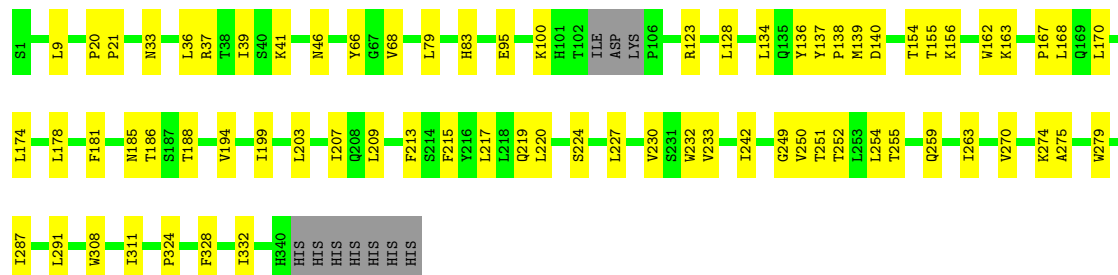 S1 L9 P20 P21 N33 L36 R37 T38 I39 S40 K41 N46 Y66 G67 V68 L79 H83 E95 K100 H101 T102 ILE ASP LYS P106 R123 L128 L134 Q135 Y136 Y137 P138 M139 D140 T154 T155 K156 W162 K163 P167 L168 Q169 L170
L174 L178 F181 N185 T186 S187 T188 V194 I199 L203 I207 Q208 L209 F213 S214 F215 Y216 L217 L218 Q219 L220 S224 L227 V230 S231 W232 V233 I242 G249 V250 T251 T252 L253 L254 T255 Q259 I263 V270 K274 A275 W279
I287 L291 W308 I311 P324 F328 I332 H340 HIS HIS HIS HIS HIS HIS